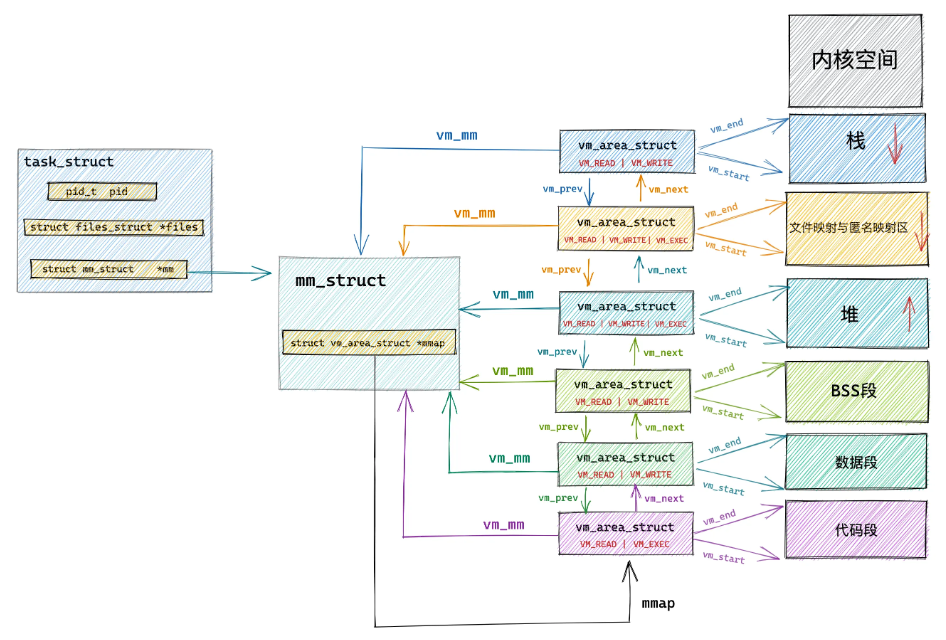 内核空间
vm_end
vm_mm
vm_area_struct
VM_READ | VM_WRITE
栈
vm_start
task_struct
pid_t pid
struct files_struct *files
struct mm_struct *mm
vm_prev
vm_next
vm_end
vm_mm
vm_area_struct
VM_READ | VM_WRITE| VM_EXEC
文件映射与匿名映射区
vm_start
vm_prev
vm_next
mm_struct
struct vm_area_struct *mmap
vm_end
vm_mm
vm_area_struct
VM_READ | VM_WRITE| VM_EXEC
堆
vm_start
vm_prev
vm_next
vm_end
vm_mm
vm_area_struct
VM_READ | VM_WRITE
BSS段
vm_start
vm_prev
vm_next
vm_end
vm_mm
vm_area_struct
VM_READ | VM_WRITE
数据段
vm_start
vm_prev
vm_next
vm_end
vm_mm
vm_area_struct
VM_READ | VM_EXEC
代码段
vm_start
mmap